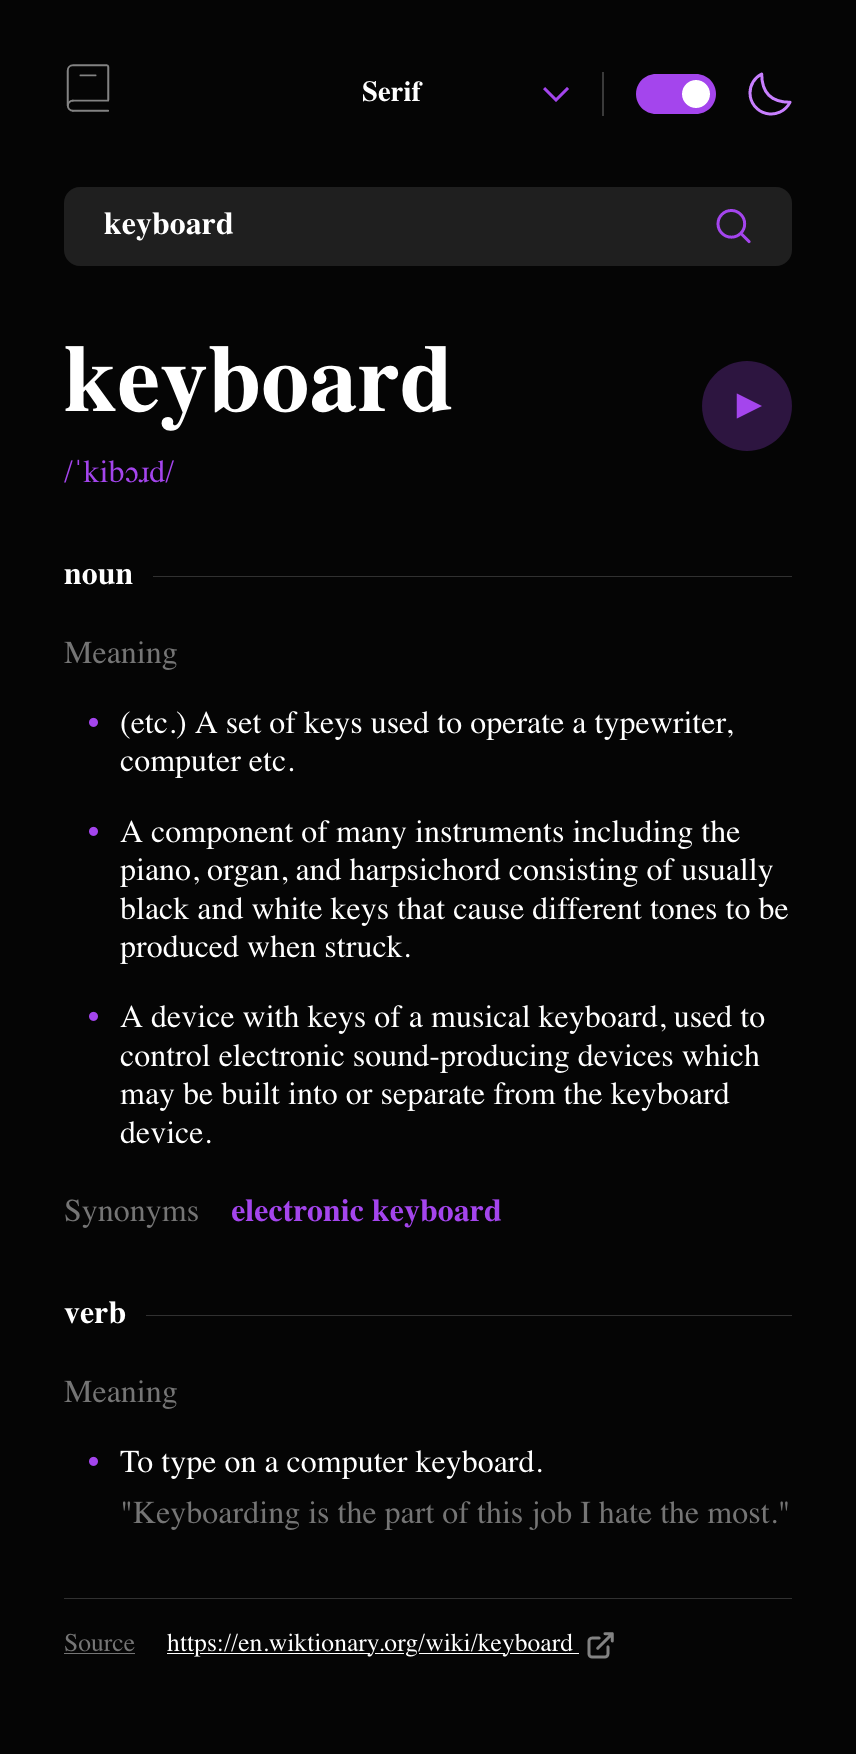 Serif
keyboard
keyboard
/ˈkibɔɹd/
noun
Meaning
(etc.) A set of keys used to operate a typewriter,
computer etc.
A component of many instruments including the
piano, organ, and harpsichord consisting of usually
black and white keys that cause different tones to be
produced when struck.
A device with keys of a musical keyboard, used to
control electronic sound-producing devices which
may be built into or separate from the keyboard
device.
Synonyms electronic keyboard
verb
Meaning
To type on a computer keyboard.
"Keyboarding is the part of this job I hate the most."
Source https://en.wiktionary.org/wiki/keyboard